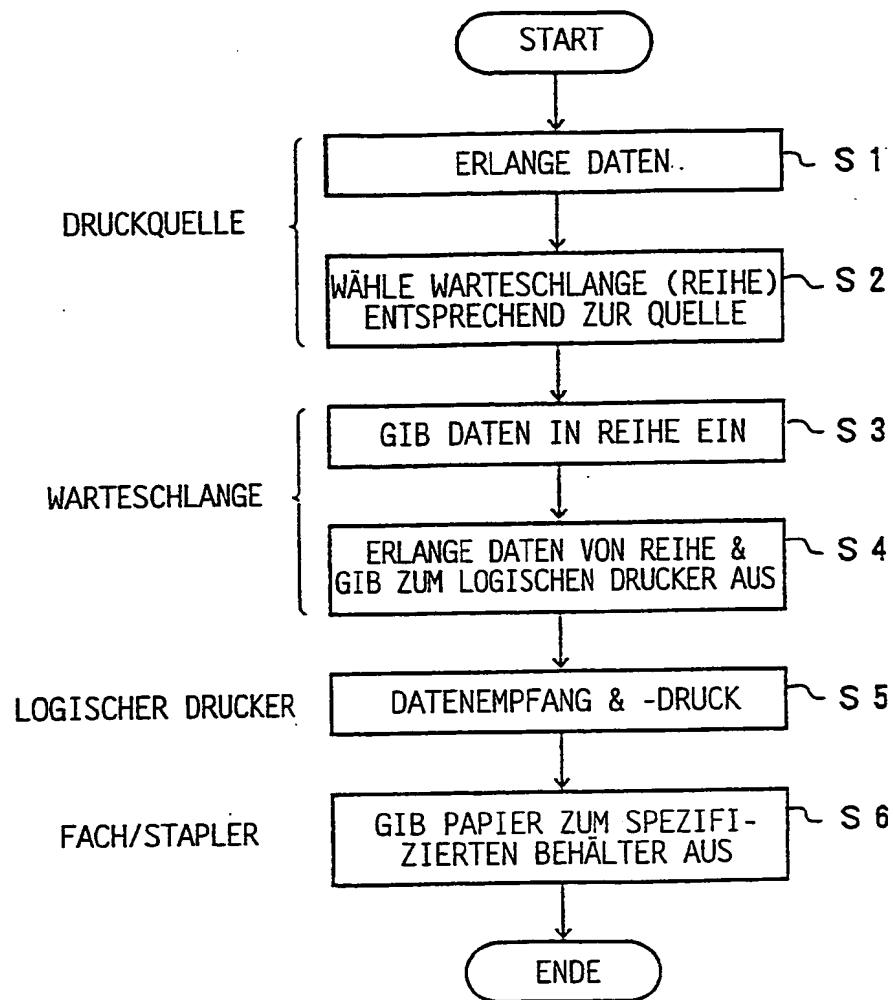 START
ERLANGE DATEN
S 1
DRUCKQUELLE
WÄHLE WARTESCHLANGE (REIHE)
ENTSPRECHEND ZUR QUELLE
S 2
GIB DATEN IN REIHE EIN
S 3
WARTESCHLANGE
ERLANGE DATEN VON REIHE &
GIB ZUM LOGISCHEN DRUCKER AUS
S 4
LOGISCHER DRUCKER
DATENEMPFANG & -DRUCK
S 5
FACH/STAPLER
GIB PAPIER ZUM SPEZIFI-
ZIERTEN BEHÄLTER AUS
S 6
ENDE